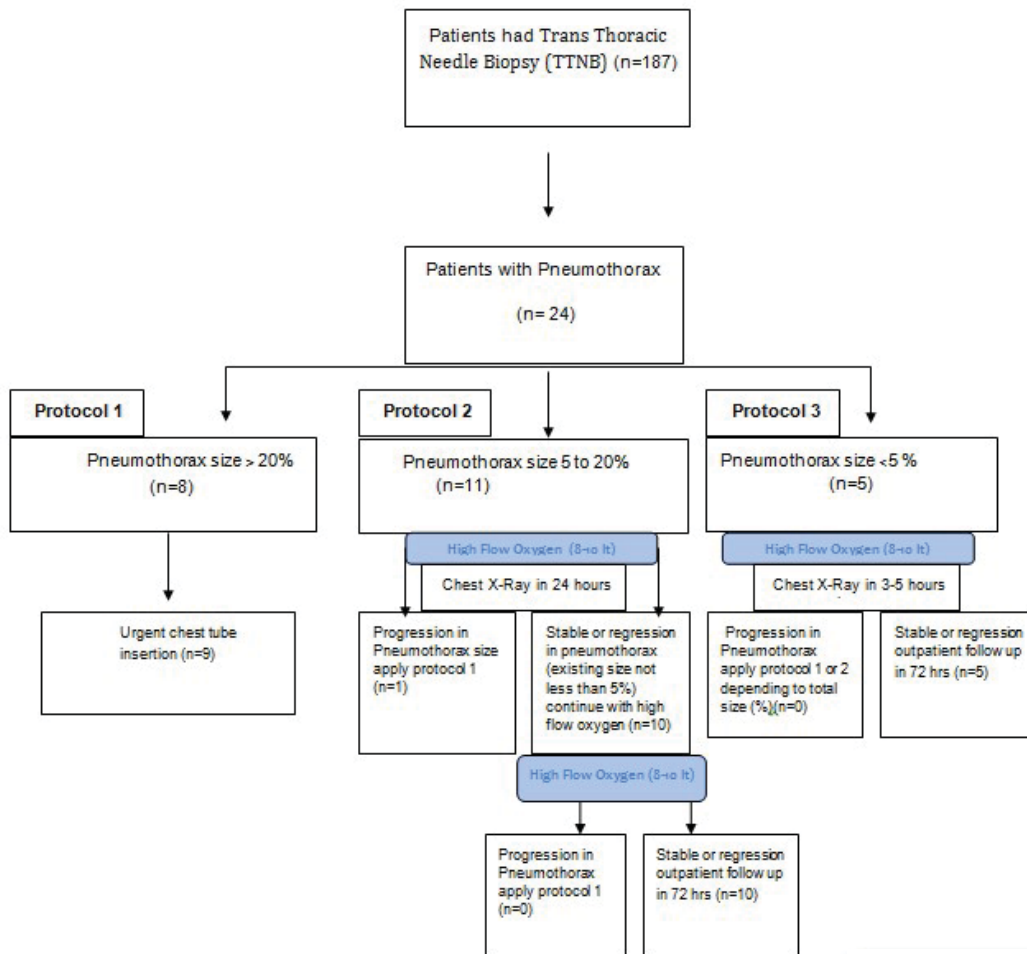 Patients had Trans Thoracic
Needle Biopsy (TTNB) (n=187)
Patients with Pneumothorax
(n= 24)
Protocol 1
Pneumothorax size > 20%
(n=8)
Urgent chest tube
insertion (n=9)
Protocol 2
Pneumothorax size 5 to 20%
(n=11)
High Flow Oxygen (8-10 lt)
Chest X-Ray in 24 hours
Progression in
Pneumothorax size
apply protocol 1
(n=1)
Stable or regression
in pneumothorax
(existing size not
less than 5%)
continue with high
flow oxygen (n=10)
High Flow Oxygen (8-10 lt)
Progression in
Pneumothorax
apply protocol 1
(n=0)
Stable or regression
outpatient follow up
in 72 hrs (n=10)
Protocol 3
Pneumothorax size <5 %
(n=5)
High Flow Oxygen (8-10 lt)
Chest X-Ray in 3-5 hours
Progression in
Pneumothorax
apply protocol 1 or 2
depending to total
size (%)(n=0)
Stable or regression
outpatient follow up
in 72 hrs (n=5)